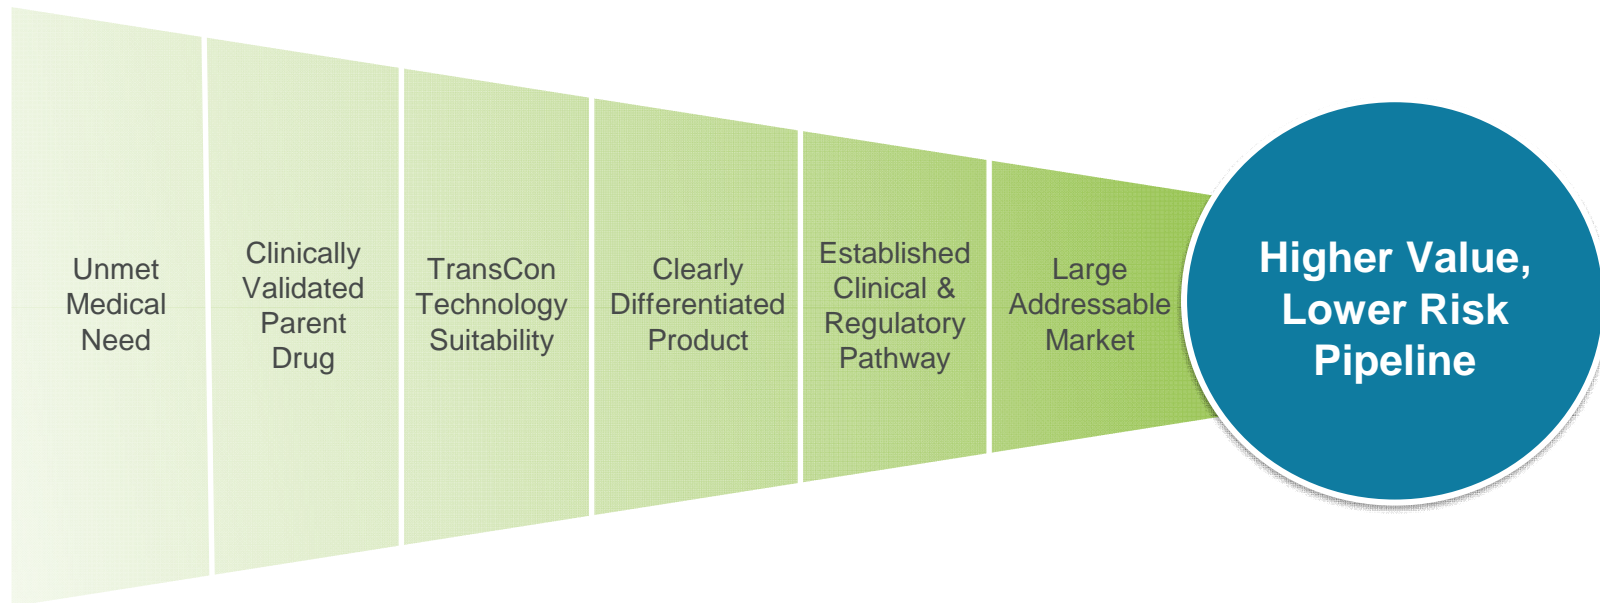 Unmet
Medical
Need
Clinically
Validated
Parent
Drug
TransCon
Technology
Suitability
Clearly
Differentiated
Product
Established
Clinical &
Regulatory
Pathway
Large
Addressable
Market
Higher Value,
Lower Risk
Pipeline